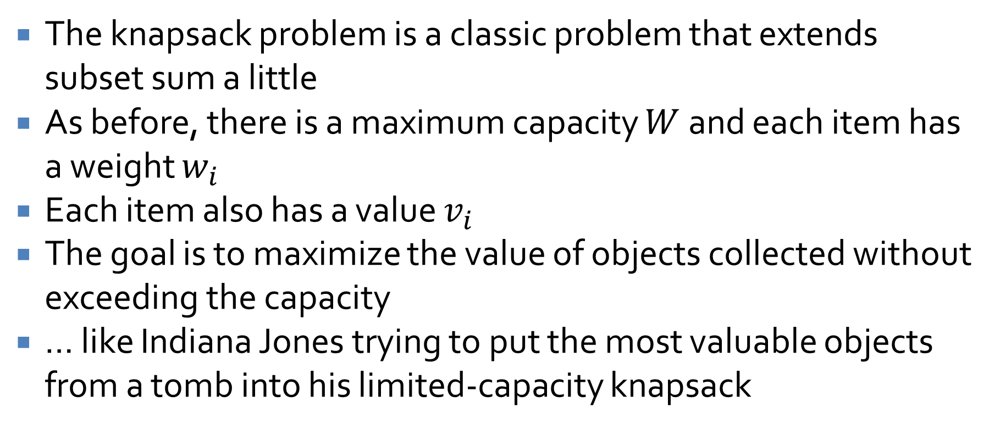 ▪ The knapsack problem is a classic problem that extends
subset sum a little
▪ As before, there is a maximum capacity W and each item has
a weight wᵢ
▪ Each item also has a value vᵢ
▪ The goal is to maximize the value of objects collected without
exceeding the capacity
▪ … like Indiana Jones trying to put the most valuable objects
from a tomb into his limited-capacity knapsack